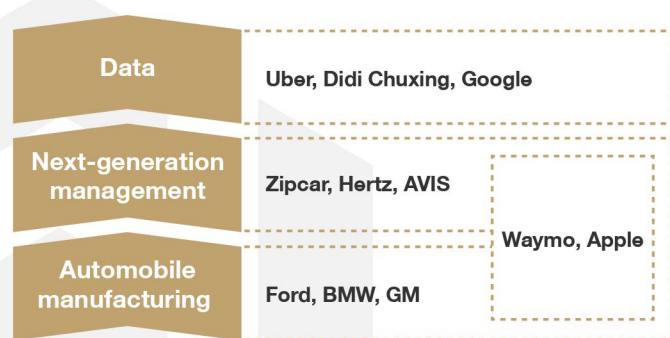 Data
Uber, Didi Chuxing, Google
Next-generation
management
Zipcar, Hertz, AVIS
Waymo, Apple
Automobile
manufacturing
Ford, BMW, GM